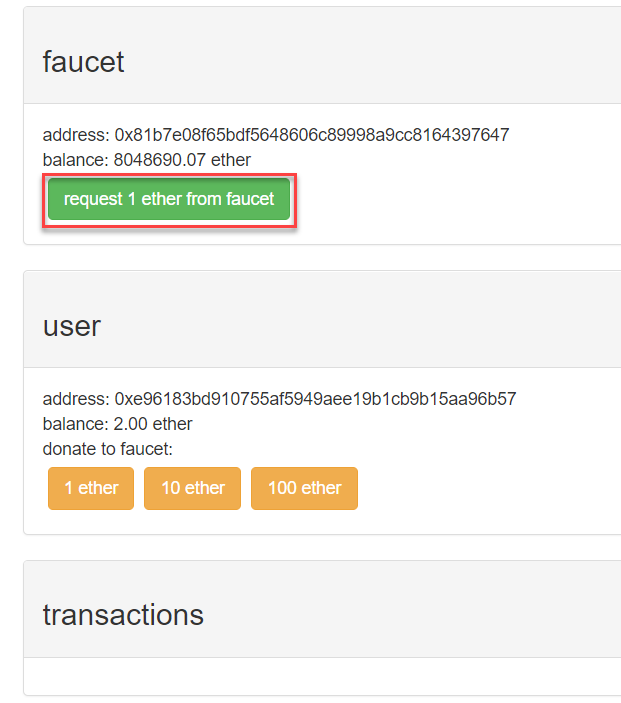 faucet
address: 0x81b7e08f65bdf5648606c89998a9cc8164397647
balance: 8048690.07 ether
request 1 ether from faucet
user
address: 0xe96183bd910755af5949aee19b1cb9b15aa96b57
balance: 2.00 ether
donate to faucet:
1 ether 10 ether 100 ether
transactions